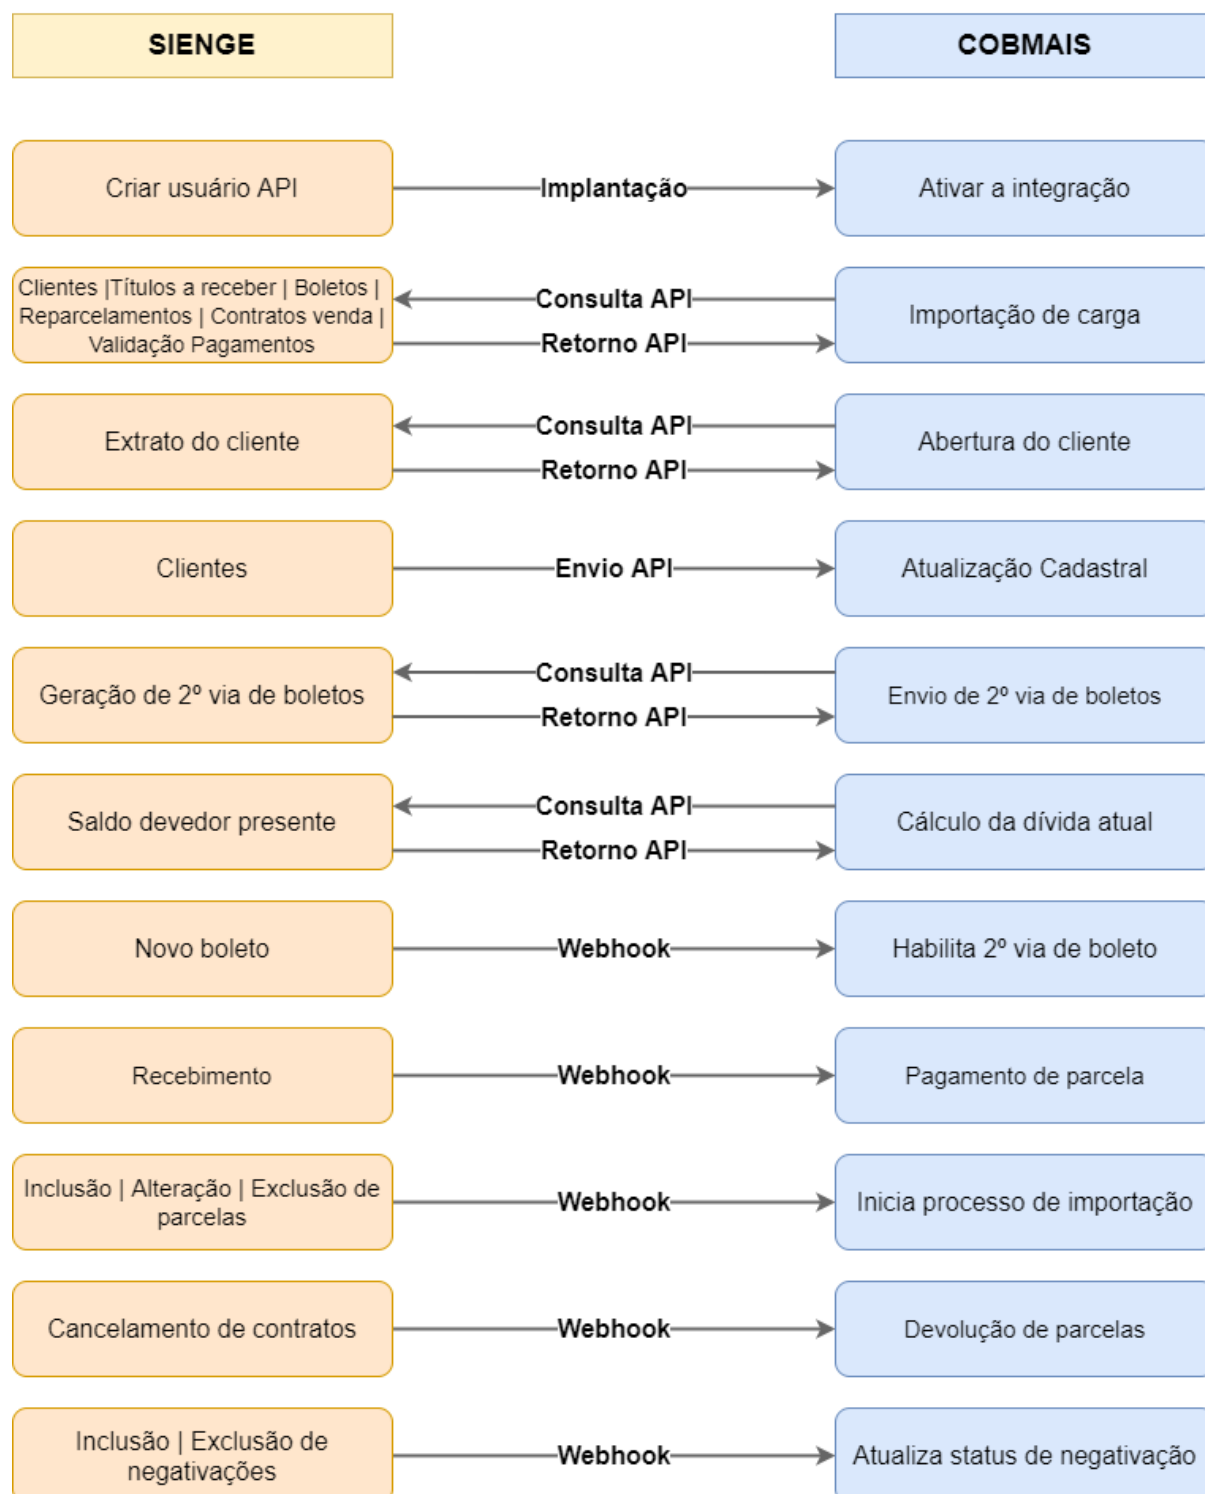 SIENGE
COBMAIS
Criar usuário API
Implantação
Ativar a integração
Clientes |Títulos a receber | Boletos |
Reparcelamentos | Contratos venda |
Validação Pagamentos
Consulta API
Retorno API
Importação de carga
Extrato do cliente
Consulta API
Retorno API
Abertura do cliente
Clientes
Envio API
Atualização Cadastral
Geração de 2º via de boletos
Consulta API
Retorno API
Envio de 2º via de boletos
Saldo devedor presente
Consulta API
Retorno API
Cálculo da dívida atual
Novo boleto
Webhook
Habilita 2º via de boleto
Recebimento
Webhook
Pagamento de parcela
Inclusão | Alteração | Exclusão de
parcelas
Webhook
Inicia processo de importação
Cancelamento de contratos
Webhook
Devolução de parcelas
Inclusão | Exclusão de
negativações
Webhook
Atualiza status de negativação